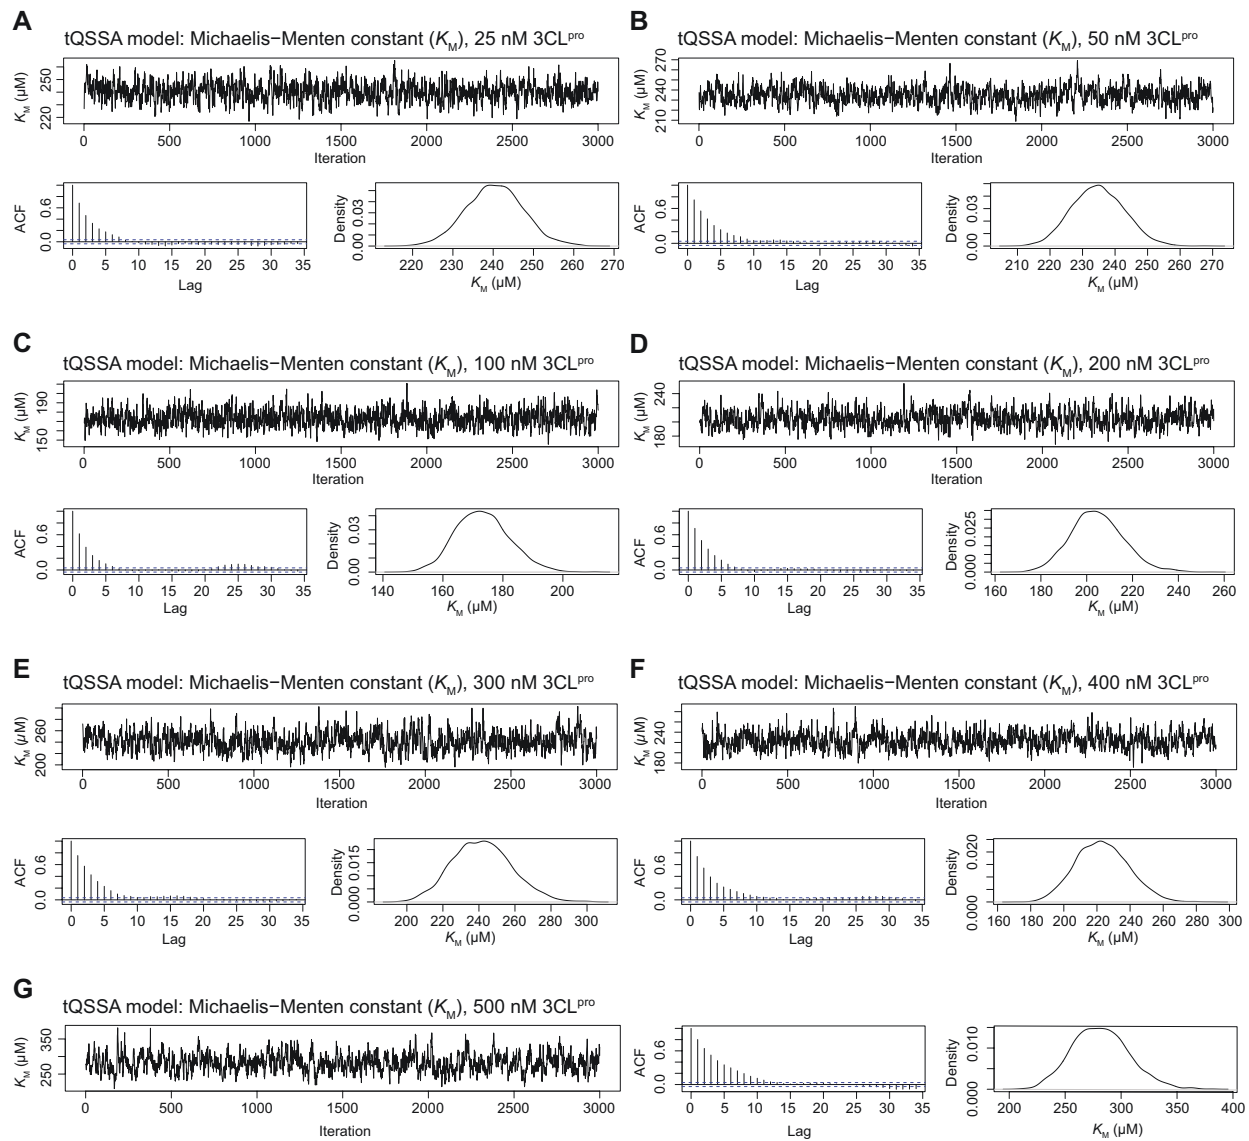 A
tQSSA model: Michaelis−Menten constant (KM), 25 nM 3CLpro
KM (µM)
220 250
0 500 1000 1500 2000 2500 3000
Iteration
ACF
0.0 0.6
0 5 10 15 20 25 30 35
Lag
Density
0.00 0.03
220 230 240 250 260 270
KM (µM)
B
tQSSA model: Michaelis−Menten constant (KM), 50 nM 3CLpro
KM (µM)
210 240 270
0 500 1000 1500 2000 2500 3000
Iteration
ACF
0.0 0.6
0 5 10 15 20 25 30 35
Lag
Density
0.00 0.03
210 220 230 240 250 260 270
KM (µM)
C
tQSSA model: Michaelis−Menten constant (KM), 100 nM 3CLpro
KM (µM)
150 190
0 500 1000 1500 2000 2500 3000
Iteration
ACF
0.0 0.6
0 5 10 15 20 25 30 35
Lag
Density
0.00 0.03
140 160 180 200
KM (µM)
D
tQSSA model: Michaelis−Menten constant (KM), 200 nM 3CLpro
KM (µM)
180 240
0 500 1000 1500 2000 2500 3000
Iteration
ACF
0.0 0.6
0 5 10 15 20 25 30 35
Lag
Density
0.000 0.025
160 180 200 220 240 260
KM (µM)
E
tQSSA model: Michaelis−Menten constant (KM), 300 nM 3CLpro
KM (µM)
200 260
0 500 1000 1500 2000 2500 3000
Iteration
ACF
0.0 0.6
0 5 10 15 20 25 30 35
Lag
Density
0.000 0.015
200 220 240 260 280 300
KM (µM)
F
tQSSA model: Michaelis−Menten constant (KM), 400 nM 3CLpro
KM (µM)
180 240
0 500 1000 1500 2000 2500 3000
Iteration
ACF
0.0 0.6
0 5 10 15 20 25 30 35
Lag
Density
0.000 0.020
160 180 200 220 240 260 280 300
KM (µM)
G
tQSSA model: Michaelis−Menten constant (KM), 500 nM 3CLpro
KM (µM)
250 350
0 500 1000 1500 2000 2500 3000
Iteration
ACF
0.0 0.6
0 5 10 15 20 25 30 35
Lag
Density
0.000 0.010
200 250 300 350 400
KM (µM)